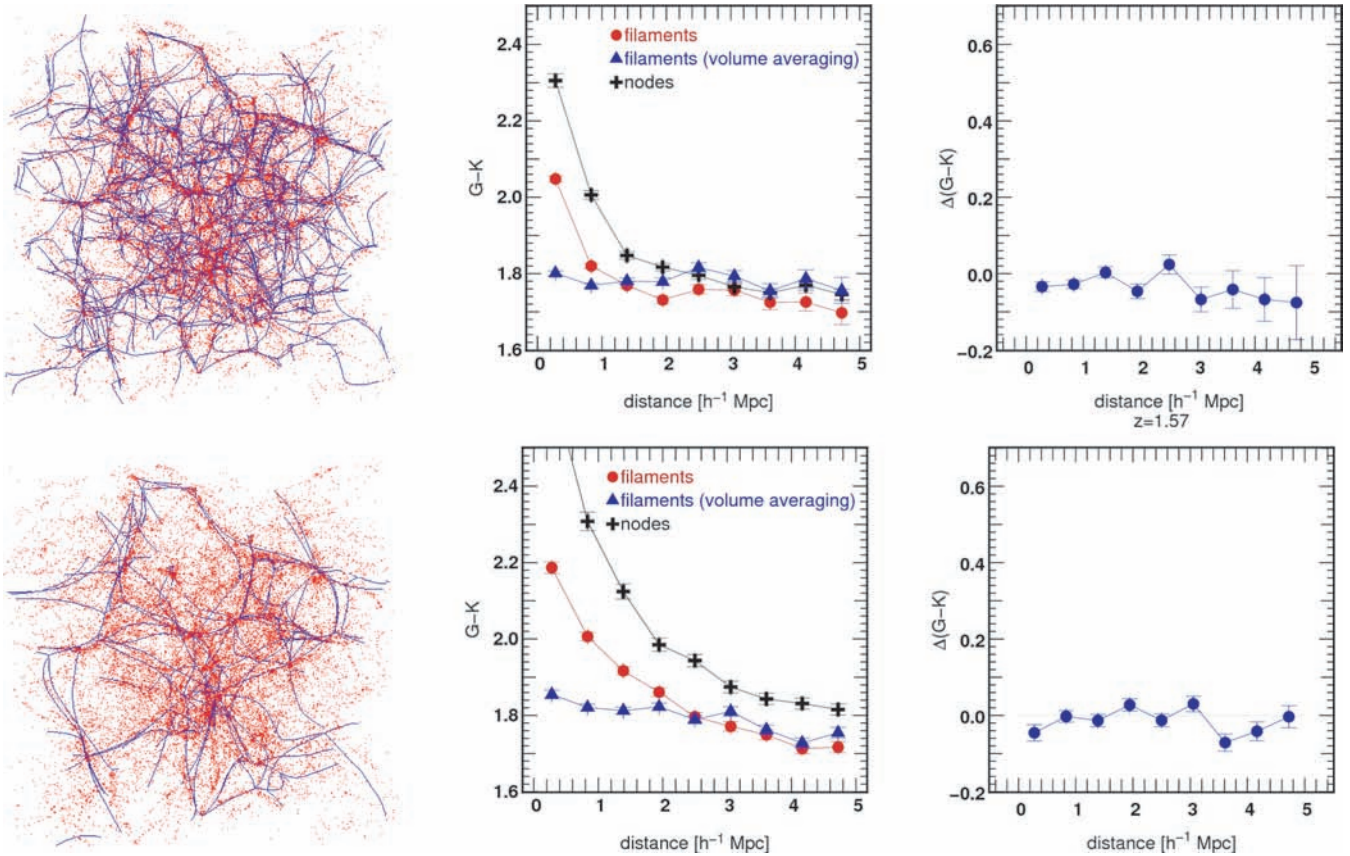 2.4
2.2
2.0
1.8
1.6
G–K
filaments
filaments (volume averaging)
nodes
0 1 2 3 4 5
distance [h⁻¹ Mpc]
0.6
0.4
0.2
0.0
−0.2
Δ(G–K)
0 1 2 3 4 5
distance [h⁻¹ Mpc]
z=1.57
2.4
2.2
2.0
1.8
1.6
G–K
filaments
filaments (volume averaging)
nodes
0 1 2 3 4 5
distance [h⁻¹ Mpc]
0.6
0.4
0.2
0.0
−0.2
Δ(G–K)
0 1 2 3 4 5
distance [h⁻¹ Mpc]